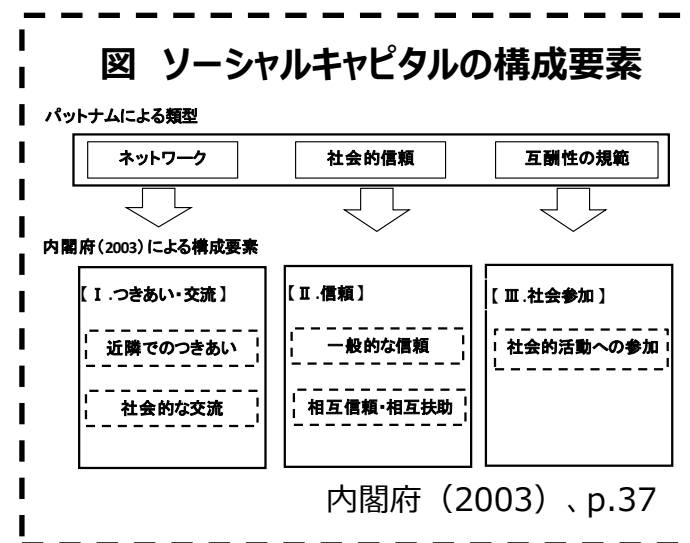 図 ソーシャルキャピタルの構成要素
パットナムによる類型
ネットワーク
社会的信頼
互酬性の規範
内閣府(2003)による構成要素
【Ⅰ.つきあい・交流】
近隣でのつきあい
社会的な交流
【Ⅱ.信頼】
一般的な信頼
相互信頼・相互扶助
【Ⅲ.社会参加】
社会的活動への参加
内閣府（2003）、p.37